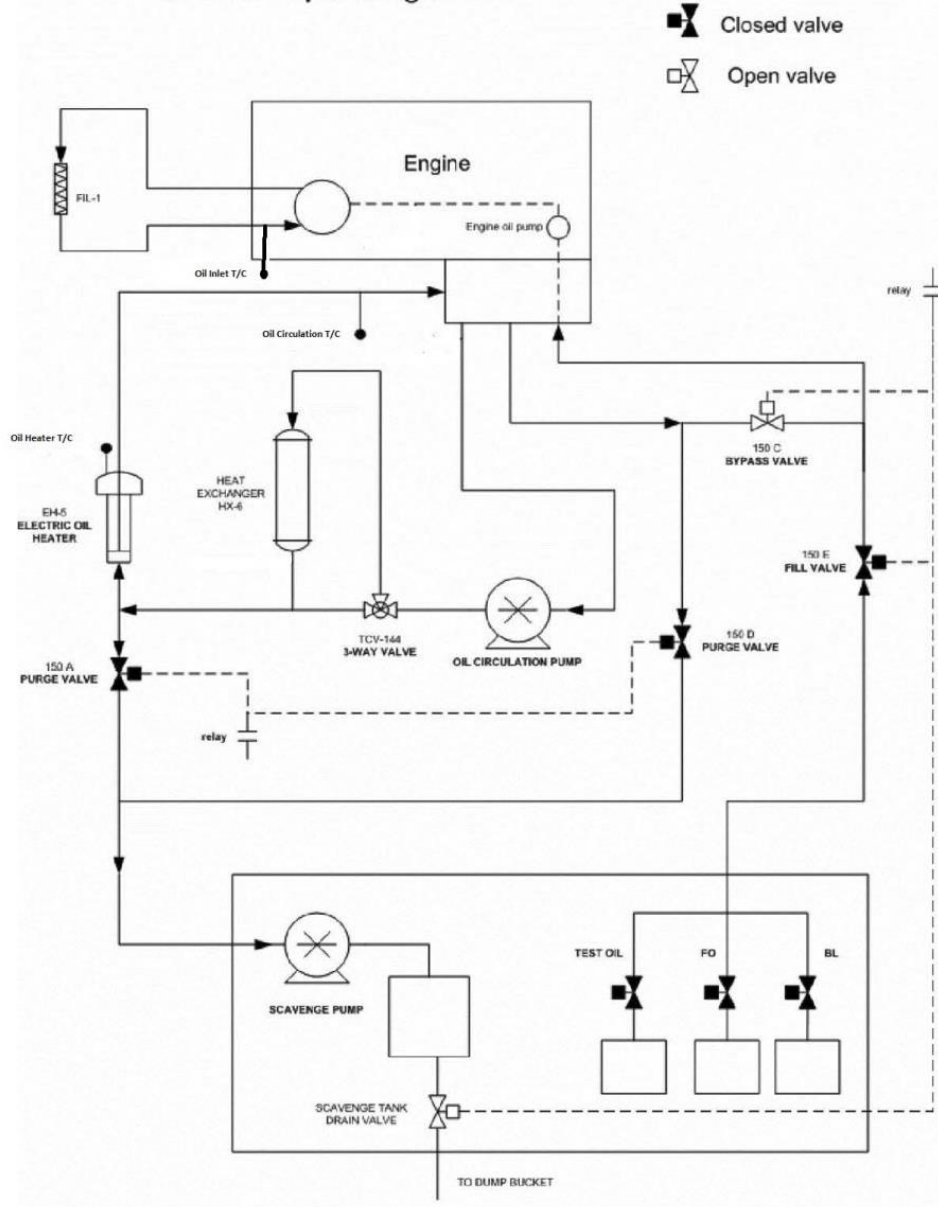 Closed valve
Open valve
Engine
FIL-1
Engine oil pump
Oil Inlet T/C
relay
Oil Circulation T/C
Oil Heater T/C
150 C
BYPASS VALVE
HEAT
EXCHANGER
HX-6
EH-5
ELECTRIC OIL
HEATER
150 E
FILL VALVE
TCV-144
3-WAY VALVE
OIL CIRCULATION PUMP
150 D
PURGE VALVE
150 A
PURGE VALVE
relay
TEST OIL
FO
BL
SCAVENGE PUMP
SCAVENGE TANK
DRAIN VALVE
TO DUMP BUCKET